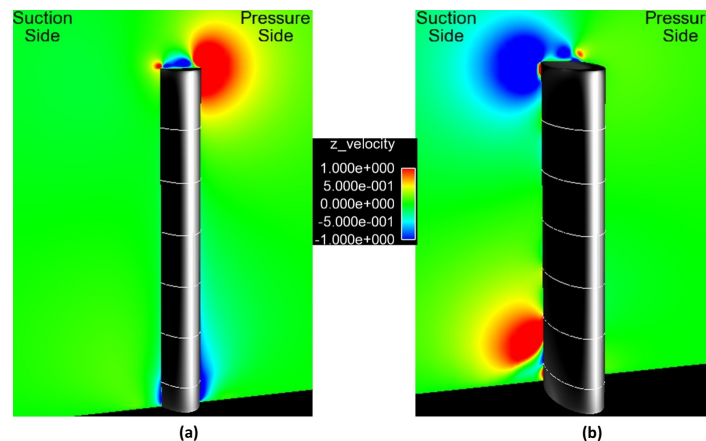 Suction
Side
Pressure
Side
z_velocity
1.000e+000
5.000e-001
0.000e+000
-5.000e-001
-1.000e+000
Suction
Side
Pressur
Side
(a)
(b)